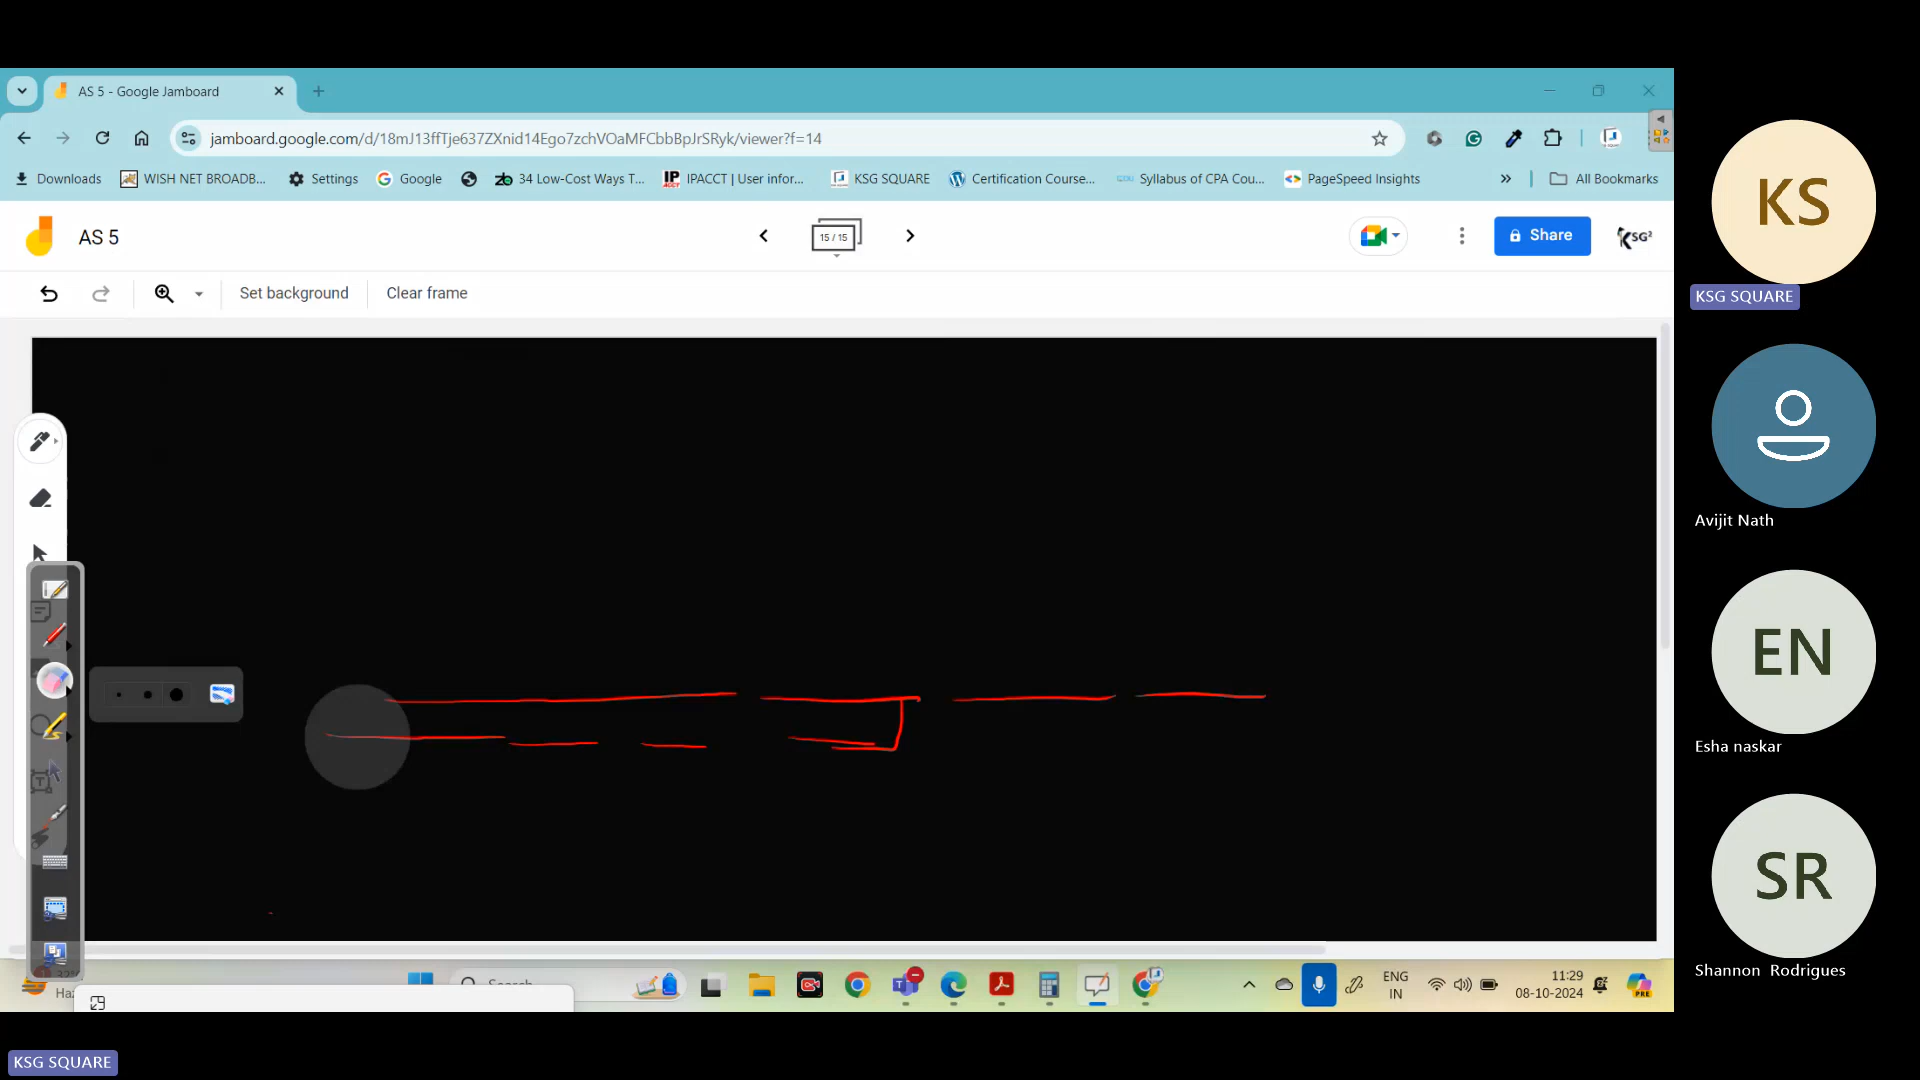 AS 5 - Google Jamboard
jamboard.google.com/d/18mJ13ffTje637ZXnid14Ego7zchVOaMFCbbBpJrSRyk/viewer?f=14
Downloads
WISH NET BROADB...
Settings
Google
34 Low-Cost Ways T...
IPACCT | User infor...
KSG SQUARE
Certification Course...
Syllabus of CPA Cou...
PageSpeed Insights
All Bookmarks
AS 5
15 / 15
Share
KSG²
Set background
Clear frame
KS
KSG SQUARE
Avijit Nath
EN
Esha naskar
SR
Shannon Rodrigues
ENG
IN
11:29
08-10-2024
KSG SQUARE